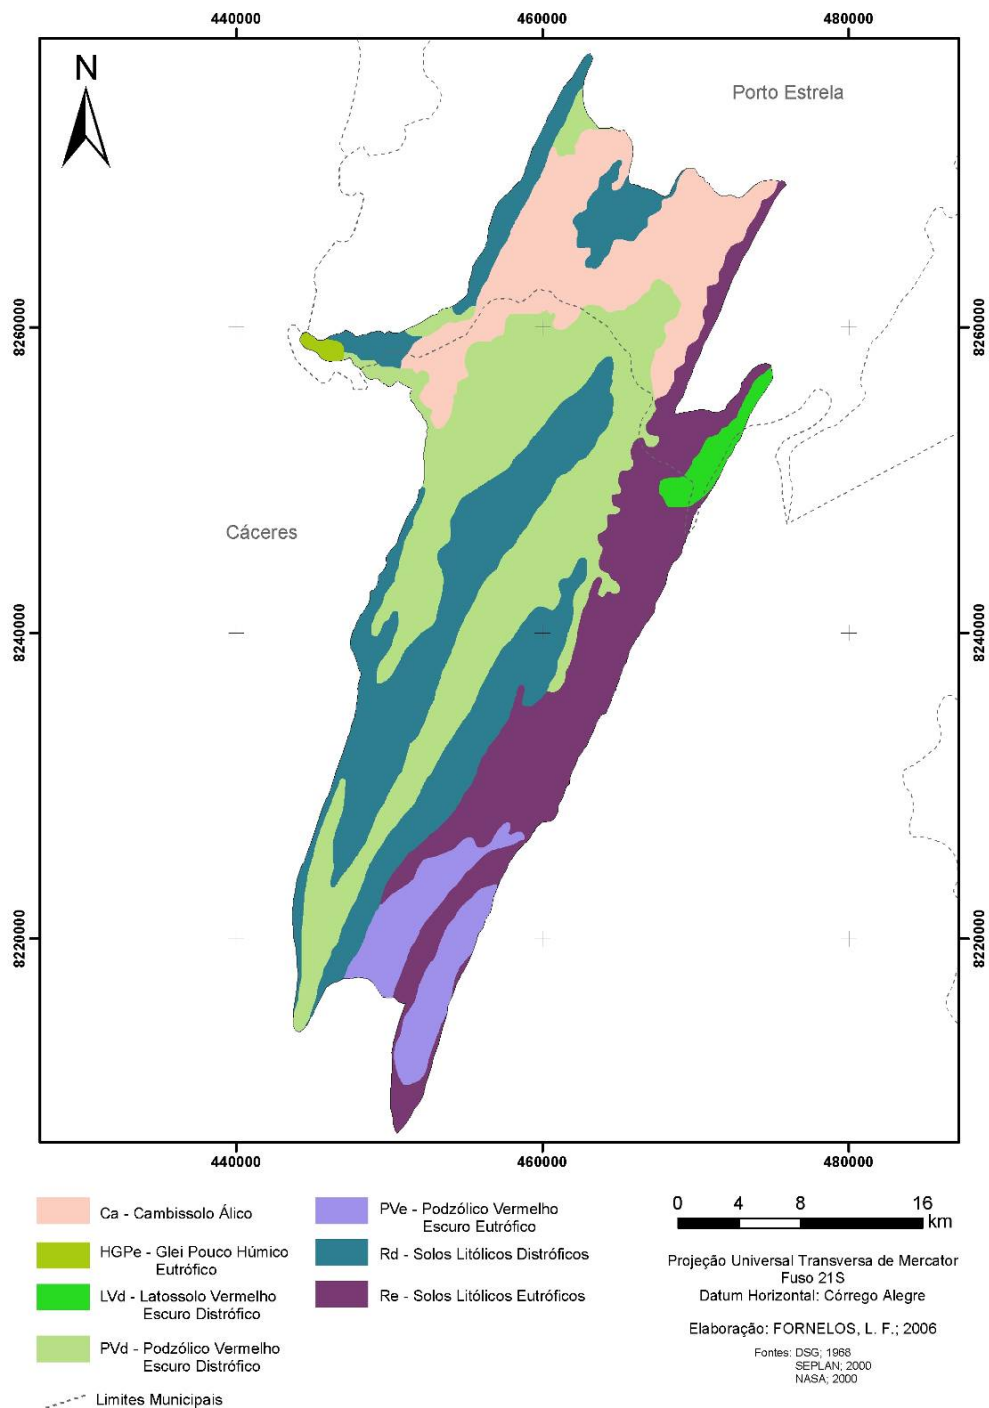 440000 460000 480000
N
Porto Estrela
8260000 8260000
Cáceres
8240000 8240000
8220000 8220000
440000 460000 480000
Ca - Cambissolo Álico
HGPe - Glei Pouco Húmico
Eutrófico
LVd - Latossolo Vermelho
Escuro Distrófico
PVd - Podzólico Vermelho
Escuro Distrófico
Limites Municipais
PVe - Podzólico Vermelho
Escuro Eutrófico
Rd - Solos Litólicos Distróficos
Re - Solos Litólicos Eutróficos
0 4 8 16
km
Projeção Universal Transversa de Mercator
Fuso 21S
Datum Horizontal: Córrego Alegre
Elaboração: FORNELOS, L. F.; 2006
Fontes: DSG; 1968
SEPLAN; 2000
NASA; 2000